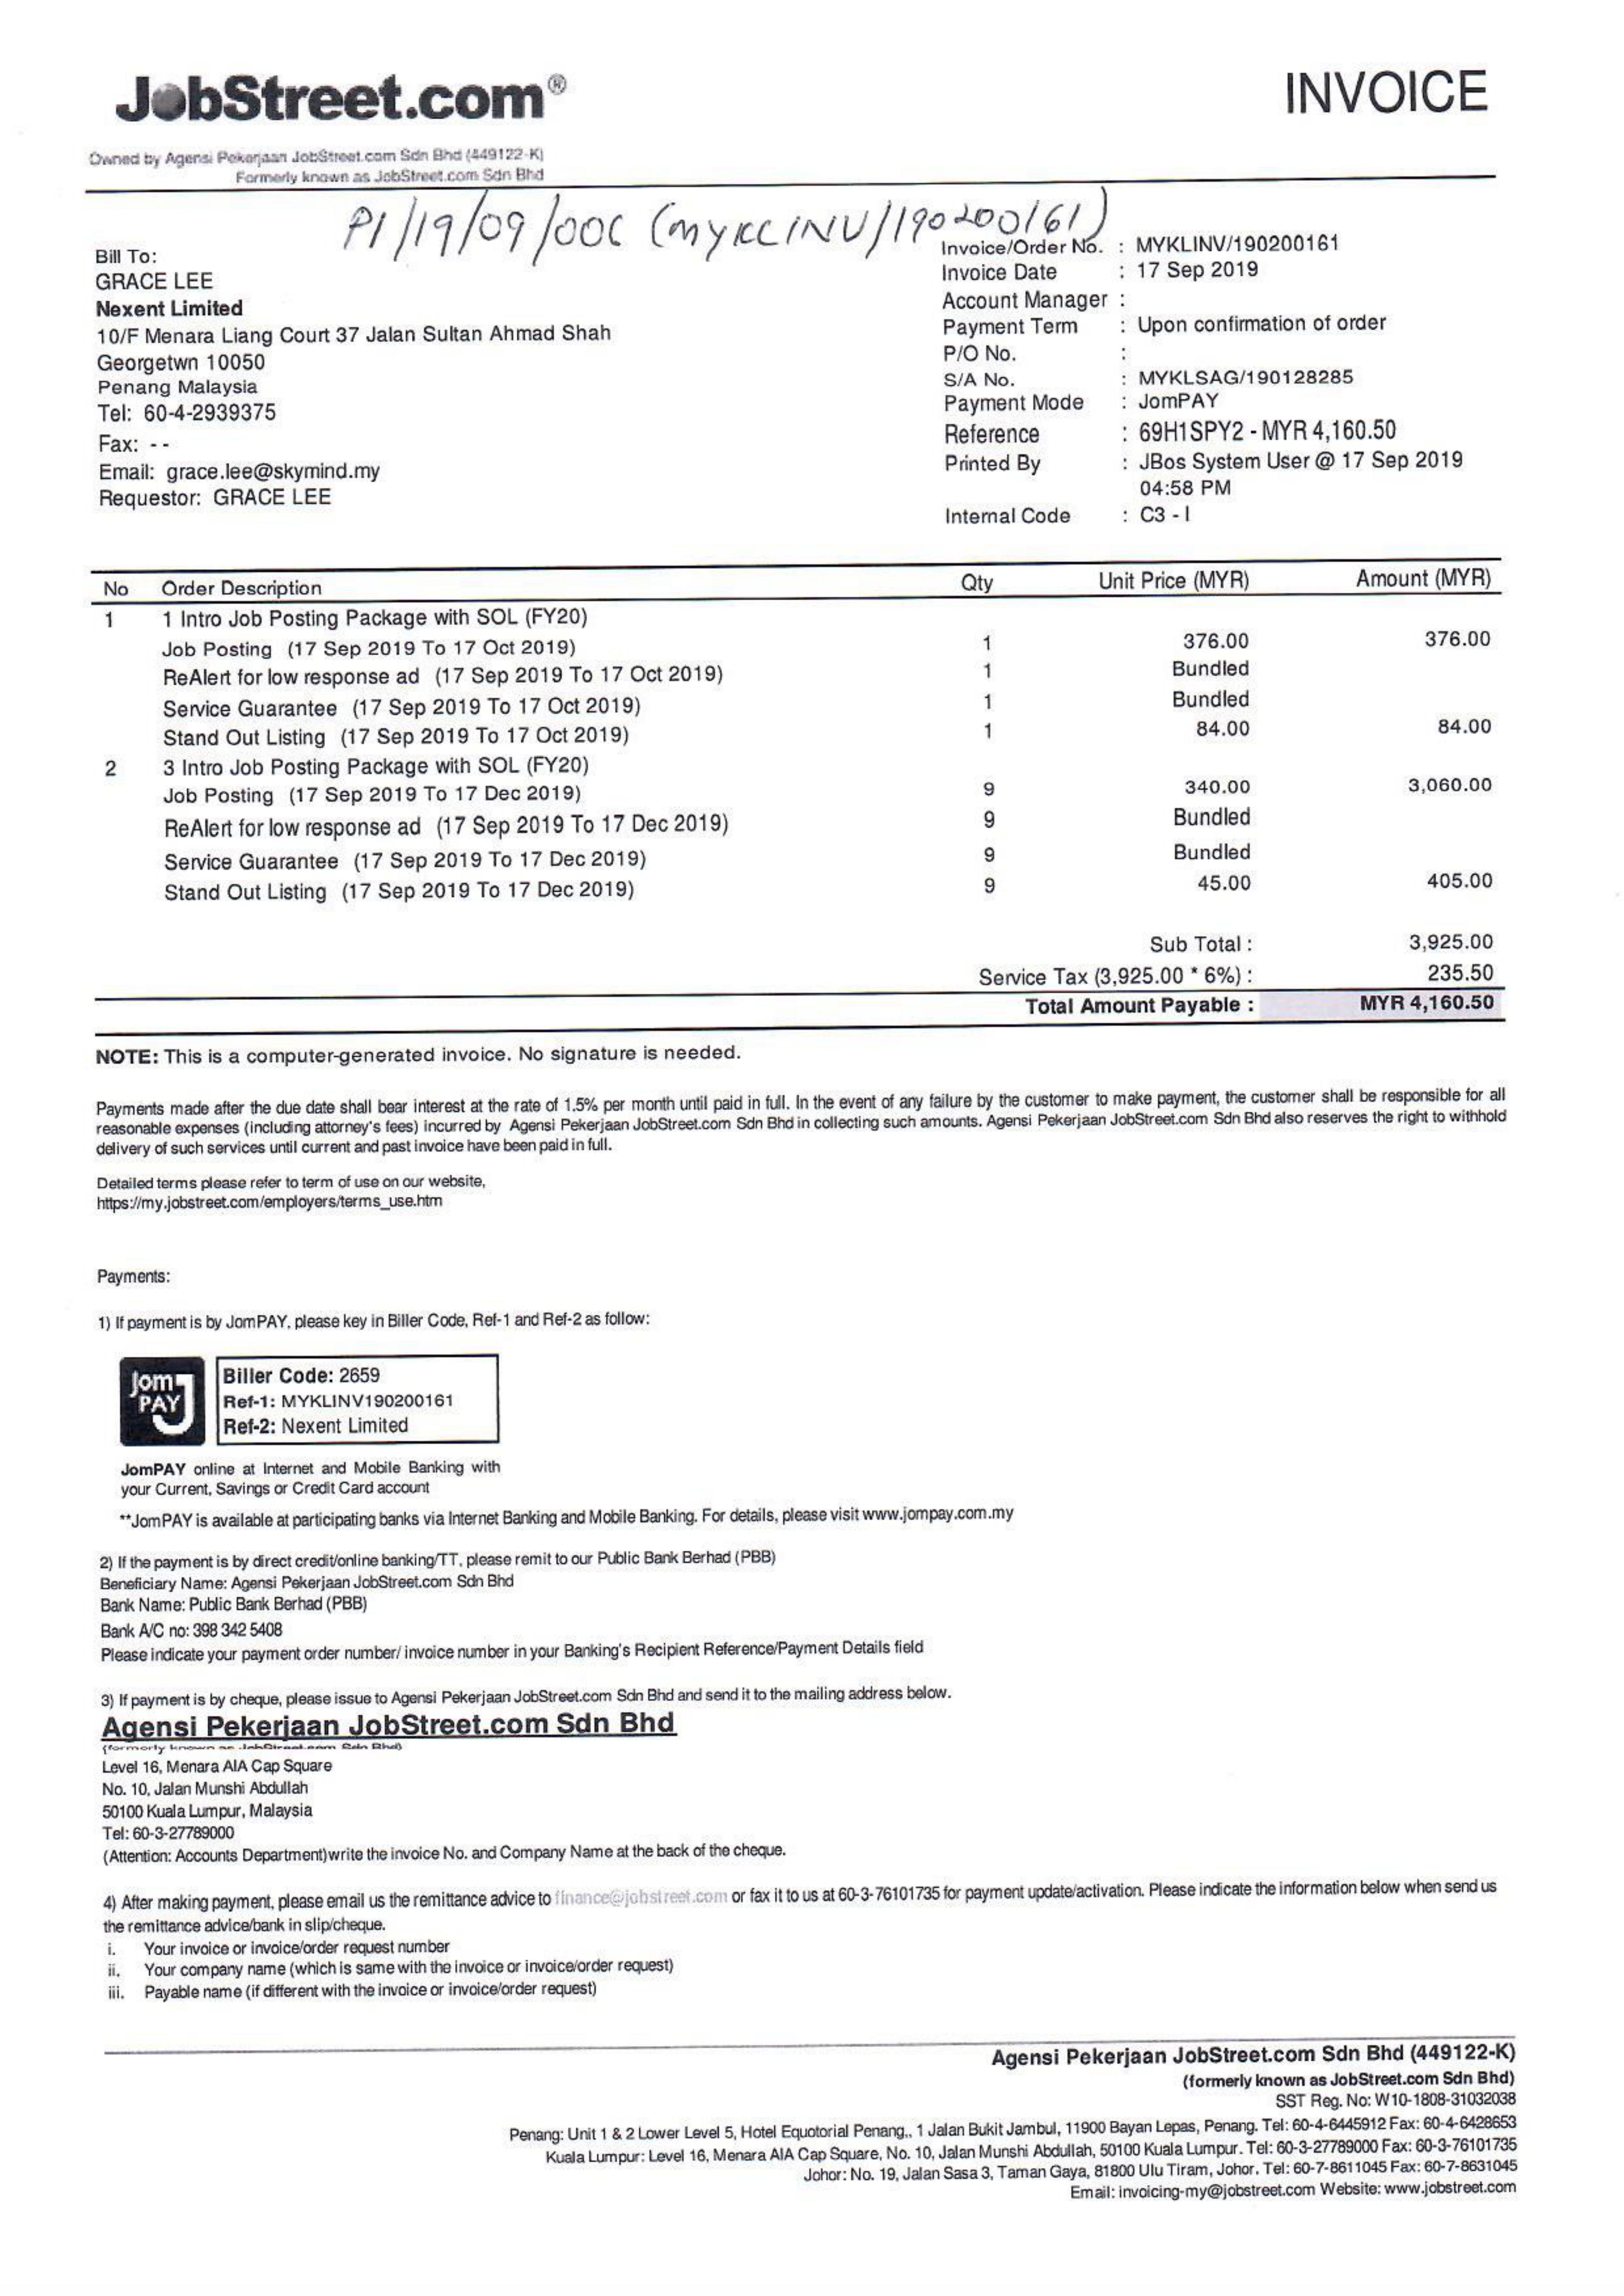 JobStreet.com®
INVOICE
Owned by Agensi Pekerjaan JobStreet.com Sdn Bhd (449122-K)
Formerly known as JobStreet.com Sdn Bhd
PI/19/09/006 (MYKLINV/190200161)
Bill To:
GRACE LEE
Nexent Limited
10/F Menara Liang Court 37 Jalan Sultan Ahmad Shah
Georgetwn 10050
Penang Malaysia
Tel: 60-4-2939375
Fax: --
Email: grace.lee@skymind.my
Requestor: GRACE LEE
Invoice/Order No. : MYKLINV/190200161
Invoice Date : 17 Sep 2019
Account Manager :
Payment Term : Upon confirmation of order
P/O No. :
S/A No. : MYKLSAG/190128285
Payment Mode : JomPAY
Reference : 69H1SPY2 - MYR 4,160.50
Printed By : JBos System User @ 17 Sep 2019
04:58 PM
Internal Code : C3 - I
No Order Description Qty Unit Price (MYR) Amount (MYR)
1 1 Intro Job Posting Package with SOL (FY20)
Job Posting (17 Sep 2019 To 17 Oct 2019) 1 376.00 376.00
ReAlert for low response ad (17 Sep 2019 To 17 Oct 2019) 1 Bundled
Service Guarantee (17 Sep 2019 To 17 Oct 2019) 1 Bundled
Stand Out Listing (17 Sep 2019 To 17 Oct 2019) 1 84.00 84.00
2 3 Intro Job Posting Package with SOL (FY20)
Job Posting (17 Sep 2019 To 17 Dec 2019) 9 340.00 3,060.00
ReAlert for low response ad (17 Sep 2019 To 17 Dec 2019) 9 Bundled
Service Guarantee (17 Sep 2019 To 17 Dec 2019) 9 Bundled
Stand Out Listing (17 Sep 2019 To 17 Dec 2019) 9 45.00 405.00
Sub Total : 3,925.00
Service Tax (3,925.00 * 6%) : 235.50
Total Amount Payable : MYR 4,160.50
NOTE: This is a computer-generated invoice. No signature is needed.
Payments made after the due date shall bear interest at the rate of 1.5% per month until paid in full. In the event of any failure by the customer to make payment, the customer shall be responsible for all
reasonable expenses (including attorney's fees) incurred by Agensi Pekerjaan JobStreet.com Sdn Bhd in collecting such amounts. Agensi Pekerjaan JobStreet.com Sdn Bhd also reserves the right to withhold
delivery of such services until current and past invoice have been paid in full.
Detailed terms please refer to term of use on our website,
https://my.jobstreet.com/employers/terms_use.htm
Payments:
1) If payment is by JomPAY, please key in Biller Code, Ref-1 and Ref-2 as follow:
Jom
PAY
Biller Code: 2659
Ref-1: MYKLINV190200161
Ref-2: Nexent Limited
JomPAY online at Internet and Mobile Banking with
your Current, Savings or Credit Card account
**JomPAY is available at participating banks via Internet Banking and Mobile Banking. For details, please visit www.jompay.com.my
2) If the payment is by direct credit/online banking/TT, please remit to our Public Bank Berhad (PBB)
Beneficiary Name: Agensi Pekerjaan JobStreet.com Sdn Bhd
Bank Name: Public Bank Berhad (PBB)
Bank A/C no: 398 342 5408
Please indicate your payment order number/ invoice number in your Banking's Recipient Reference/Payment Details field
3) If payment is by cheque, please issue to Agensi Pekerjaan JobStreet.com Sdn Bhd and send it to the mailing address below.
Agensi Pekerjaan JobStreet.com Sdn Bhd
(formerly known as JobStreet.com Sdn Bhd)
Level 16, Menara AIA Cap Square
No. 10, Jalan Munshi Abdullah
50100 Kuala Lumpur, Malaysia
Tel: 60-3-27789000
(Attention: Accounts Department)write the invoice No. and Company Name at the back of the cheque.
4) After making payment, please email us the remittance advice to finance@jobstreet.com or fax it to us at 60-3-76101735 for payment update/activation. Please indicate the information below when send us
the remittance advice/bank in slip/cheque.
i. Your invoice or invoice/order request number
ii. Your company name (which is same with the invoice or invoice/order request)
iii. Payable name (if different with the invoice or invoice/order request)
Agensi Pekerjaan JobStreet.com Sdn Bhd (449122-K)
(formerly known as JobStreet.com Sdn Bhd)
SST Reg. No: W10-1808-31032038
Penang: Unit 1 & 2 Lower Level 5, Hotel Equotorial Penang,, 1 Jalan Bukit Jambul, 11900 Bayan Lepas, Penang. Tel: 60-4-6445912 Fax: 60-4-6428653
Kuala Lumpur: Level 16, Menara AIA Cap Square, No. 10, Jalan Munshi Abdullah, 50100 Kuala Lumpur. Tel: 60-3-27789000 Fax: 60-3-76101735
Johor: No. 19, Jalan Sasa 3, Taman Gaya, 81800 Ulu Tiram, Johor. Tel: 60-7-8611045 Fax: 60-7-8631045
Email: invoicing-my@jobstreet.com Website: www.jobstreet.com